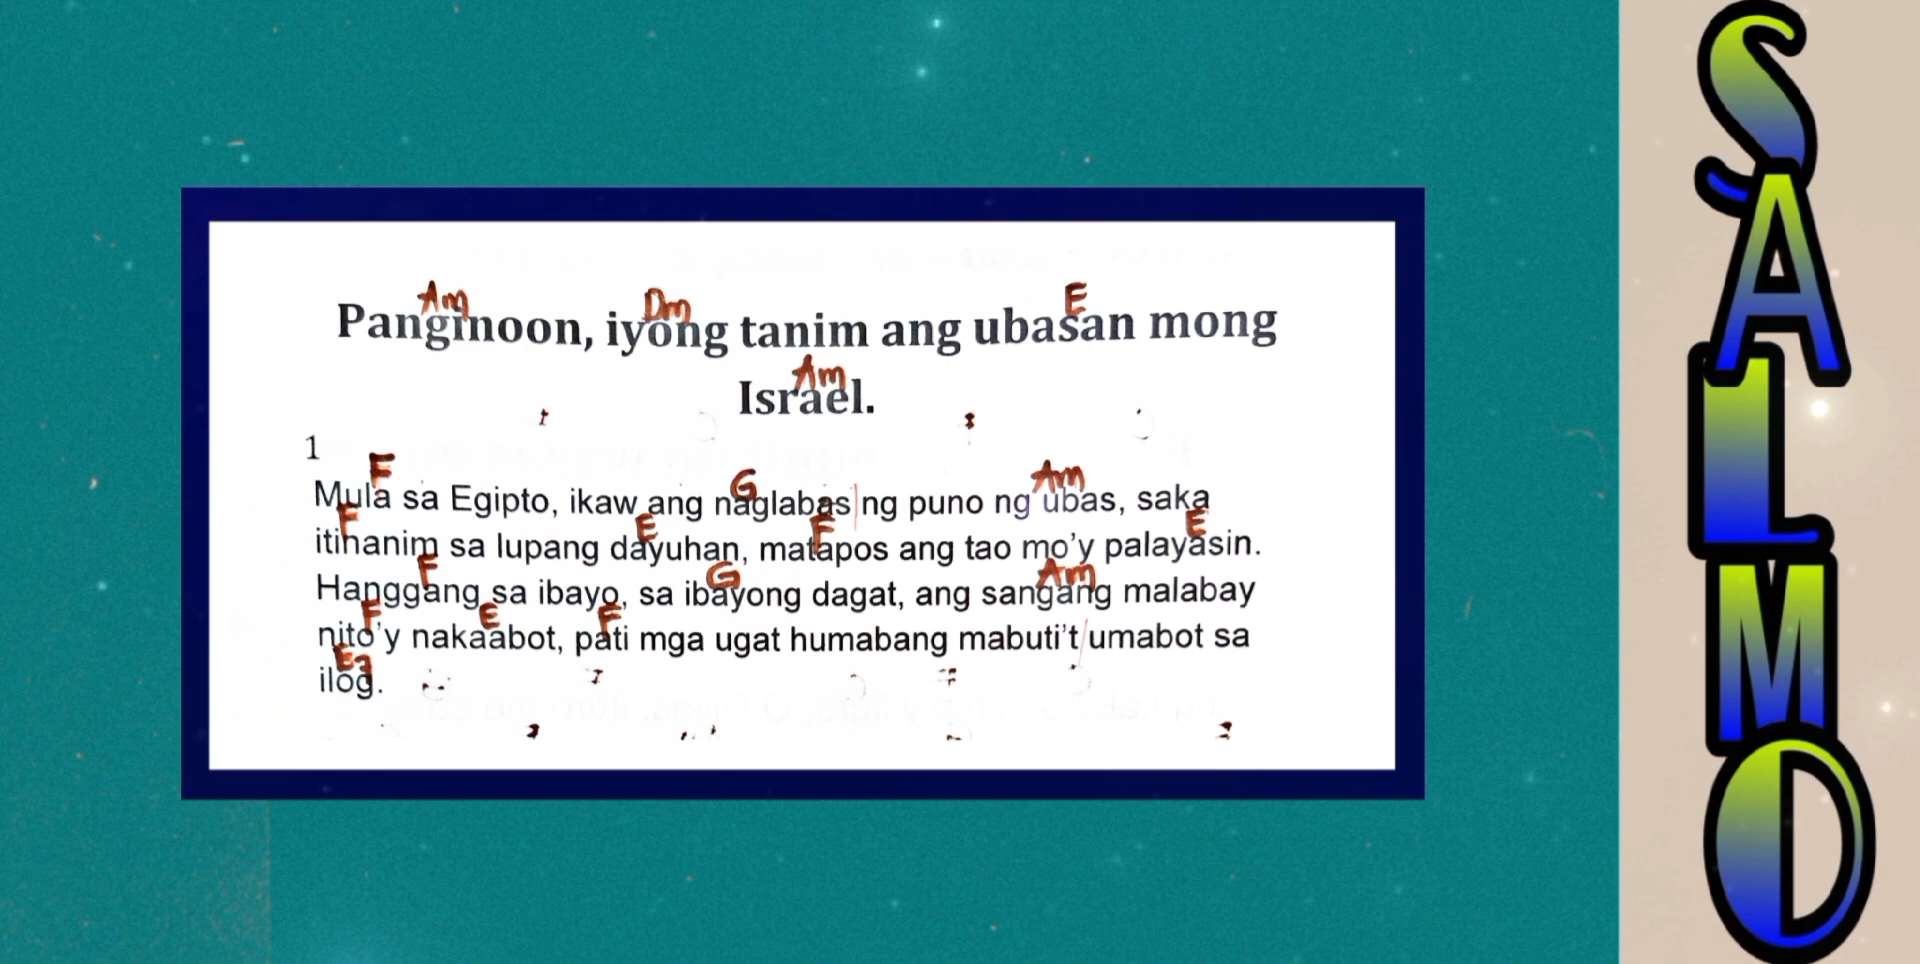 Am Dm E
Panginoon, iyong tanim ang ubasan mong
Am
Israel.
1
F G Am
Mula sa Egipto, ikaw ang naglabas ng puno ng ubas, saka
F E F E
itinanim sa lupang dayuhan, matapos ang tao mo'y palayasin.
F G Am
Hanggang sa ibayo, sa ibayong dagat, ang sangang malabay
F E F
nito'y nakaabot, pati mga ugat humabang mabuti't umabot sa
E7
ilog.
SALMO